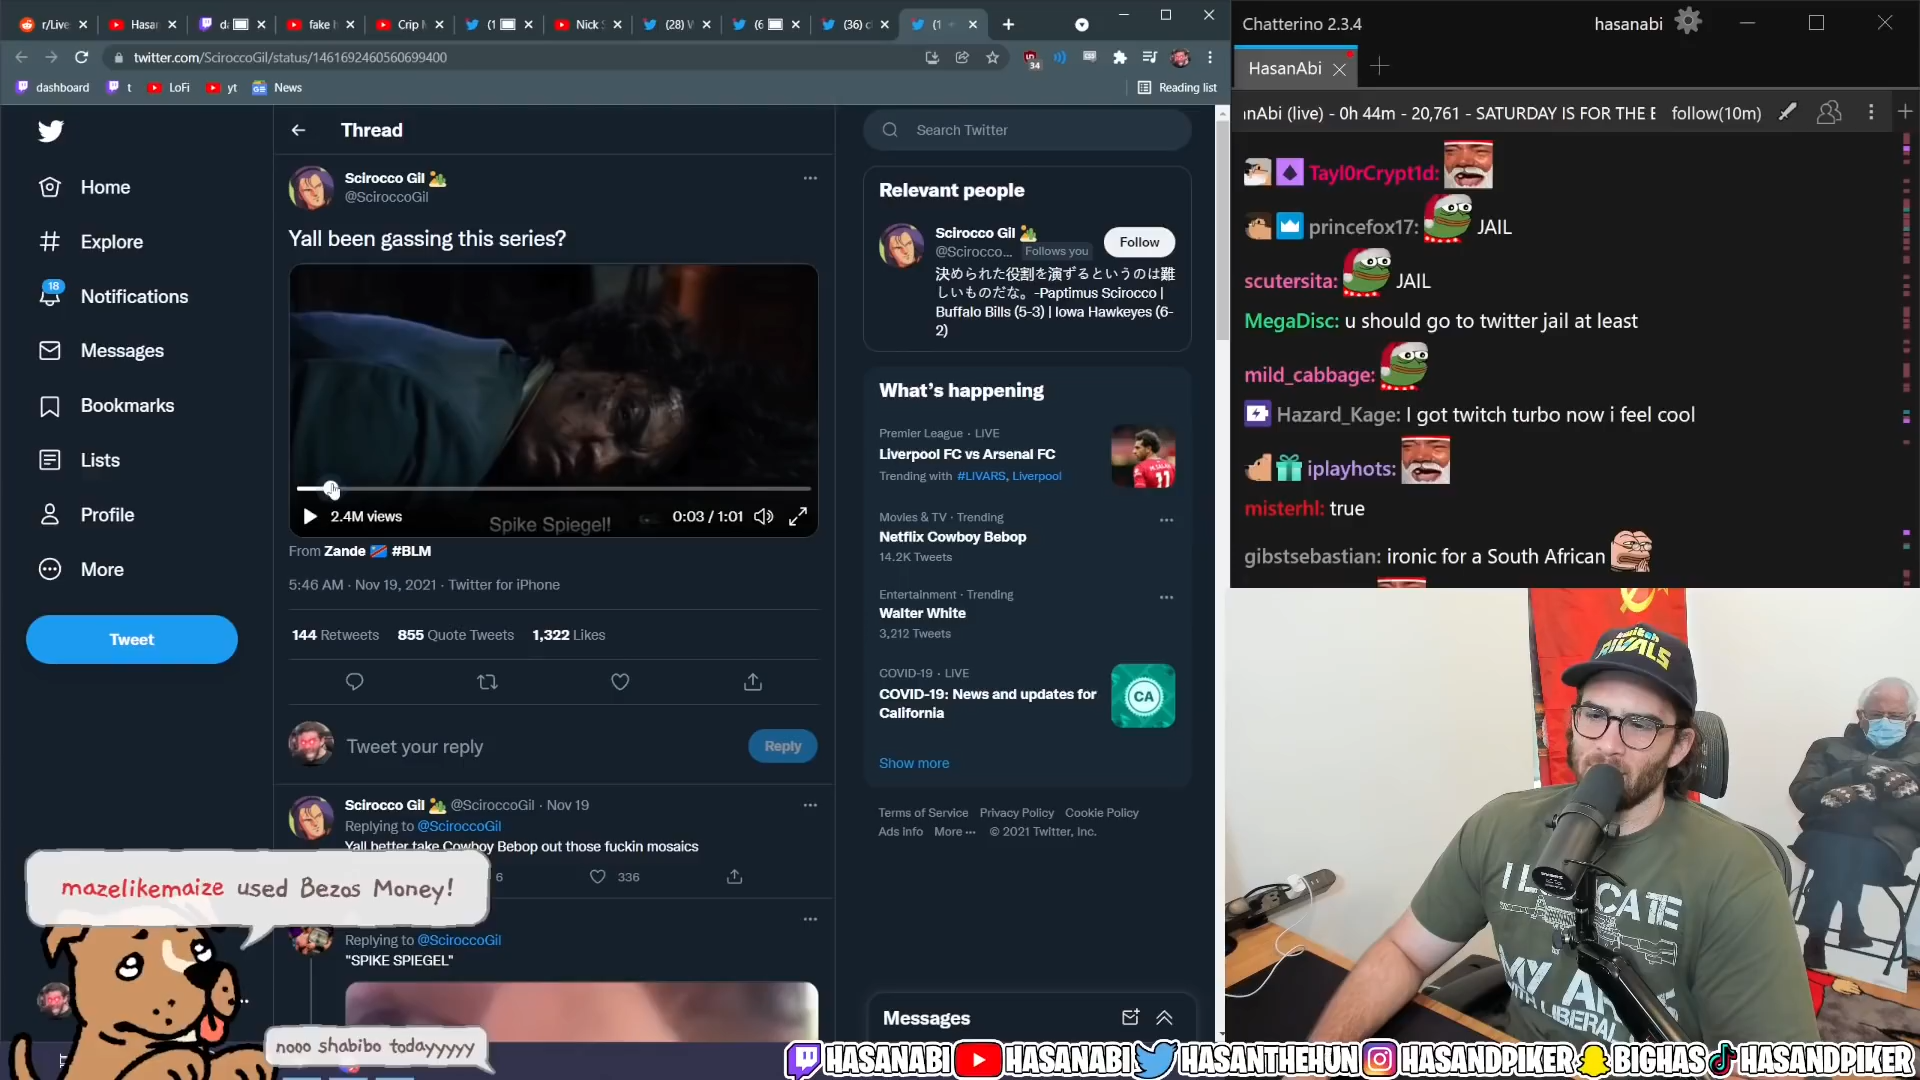 r/Live
Hasan
da
fake h
Crip
(1
Nick
(28)
(6
(36)
(1
twitter.com/SciroccoGil/status/1461692460560699400
34
dashboard
t
LoFi
yt
News
Reading list
Home
Explore
18
Notifications
Messages
Bookmarks
Lists
Profile
More
Tweet
Thread
Scirocco Gil
@SciroccoGil
Yall been gassing this series?
Spike Spiegel!
2.4M views
0:03 / 1:01
From Zande #BLM
5:46 AM · Nov 19, 2021 · Twitter for iPhone
144 Retweets 855 Quote Tweets 1,322 Likes
Tweet your reply
Reply
Scirocco Gil @SciroccoGil · Nov 19
Replying to @SciroccoGil
Yall better take Cowboy Bebop out those fuckin mosaics
6
336
Replying to @SciroccoGil
"SPIKE SPIEGEL"
Search Twitter
Relevant people
Scirocco Gil
@Scirocco... Follows you
Follow
決められた役割を演ずるというのは難
しいものだな。-Paptimus Scirocco |
Buffalo Bills (5-3) | Iowa Hawkeyes (6-
2)
What's happening
Premier League · LIVE
Liverpool FC vs Arsenal FC
Trending with #LIVARS, Liverpool
Movies & TV · Trending
Netflix Cowboy Bebop
14.2K Tweets
Entertainment · Trending
Walter White
3,212 Tweets
COVID-19 · LIVE
COVID-19: News and updates for
California
CA
Show more
Terms of Service Privacy Policy Cookie Policy
Ads Info More ··· © 2021 Twitter, Inc.
Messages
mazelikemaize used Bezos Money!
nooo shabibo todayyyyy
Chatterino 2.3.4
hasanabi
HasanAbi
nAbi (live) - 0h 44m - 20,761 - SATURDAY IS FOR THE E
follow(10m)
Tayl0rCrypt1d:
princefox17: JAIL
scutersita: JAIL
MegaDisc: u should go to twitter jail at least
mild_cabbage:
Hazard_Kage: I got twitch turbo now i feel cool
iplayhots:
misterhl: true
gibstsebastian: ironic for a South African
twitch
RIVALS
HASANABI HASANABI HASANTHEHUN HASANDPIKER BIGHAS HASANDPIKER